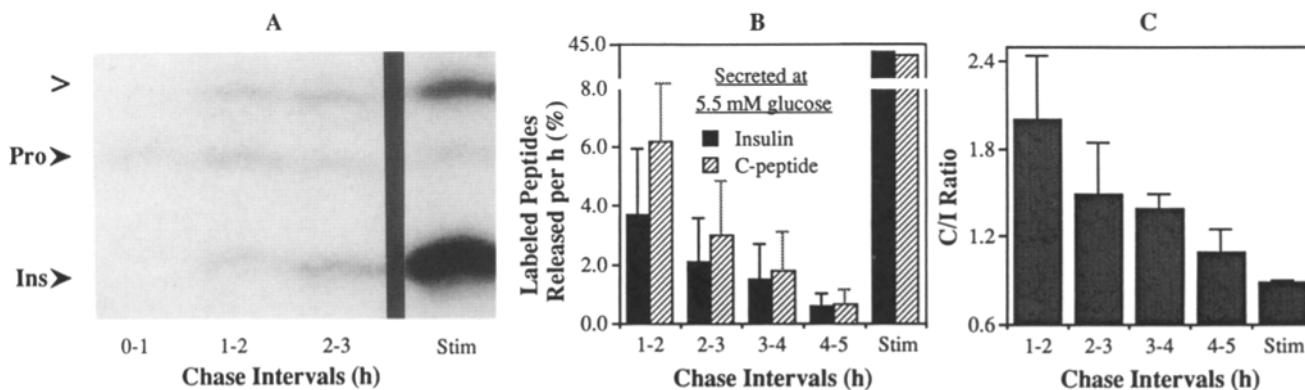 A
>
Pro➤
Ins➤
0-1 1-2 2-3 Stim
Chase Intervals (h)
B
Labeled Peptides
Released per h (%)
45.0
8.0
6.0
4.0
2.0
0.0
Secreted at
5.5 mM glucose
Insulin
C-peptide
1-2 2-3 3-4 4-5 Stim
Chase Intervals (h)
C
C/I Ratio
2.4
1.8
1.2
0.6
1-2 2-3 3-4 4-5 Stim
Chase Intervals (h)